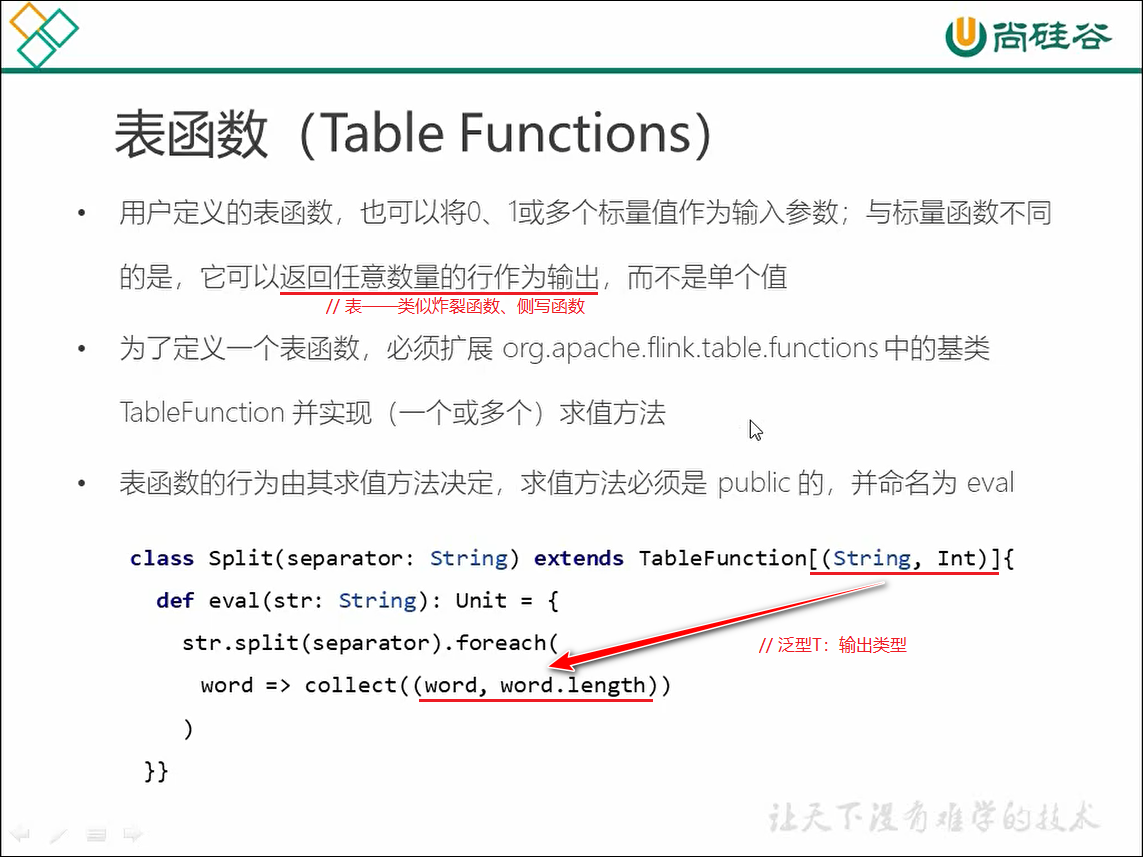 尚硅谷
表函数（Table Functions）
• 用户定义的表函数，也可以将0、1或多个标量值作为输入参数；与标量函数不同
的是，它可以返回任意数量的行作为输出，而不是单个值
// 表——类似炸裂函数、侧写函数
• 为了定义一个表函数，必须扩展 org.apache.flink.table.functions 中的基类
TableFunction 并实现（一个或多个）求值方法
• 表函数的行为由其求值方法决定，求值方法必须是 public 的，并命名为 eval
class Split(separator: String) extends TableFunction[(String, Int)]{
def eval(str: String): Unit = {
str.split(separator).foreach(
// 泛型T：输出类型
word => collect((word, word.length))
)
}}
让天下没有难学的技术